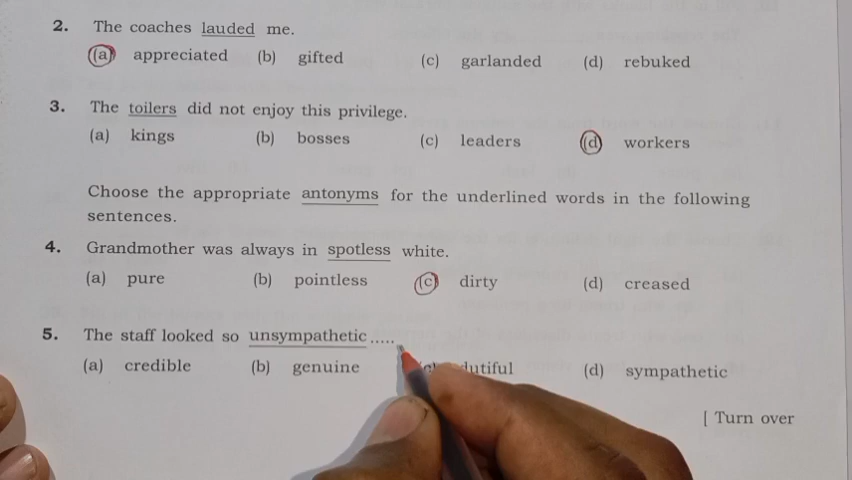 2. The coaches lauded me.
(a) appreciated (b) gifted (c) garlanded (d) rebuked
3. The toilers did not enjoy this privilege.
(a) kings (b) bosses (c) leaders (d) workers
Choose the appropriate antonyms for the underlined words in the following
sentences.
4. Grandmother was always in spotless white.
(a) pure (b) pointless (c) dirty (d) creased
5. The staff looked so unsympathetic .....
(a) credible (b) genuine (c) dutiful (d) sympathetic
[ Turn over